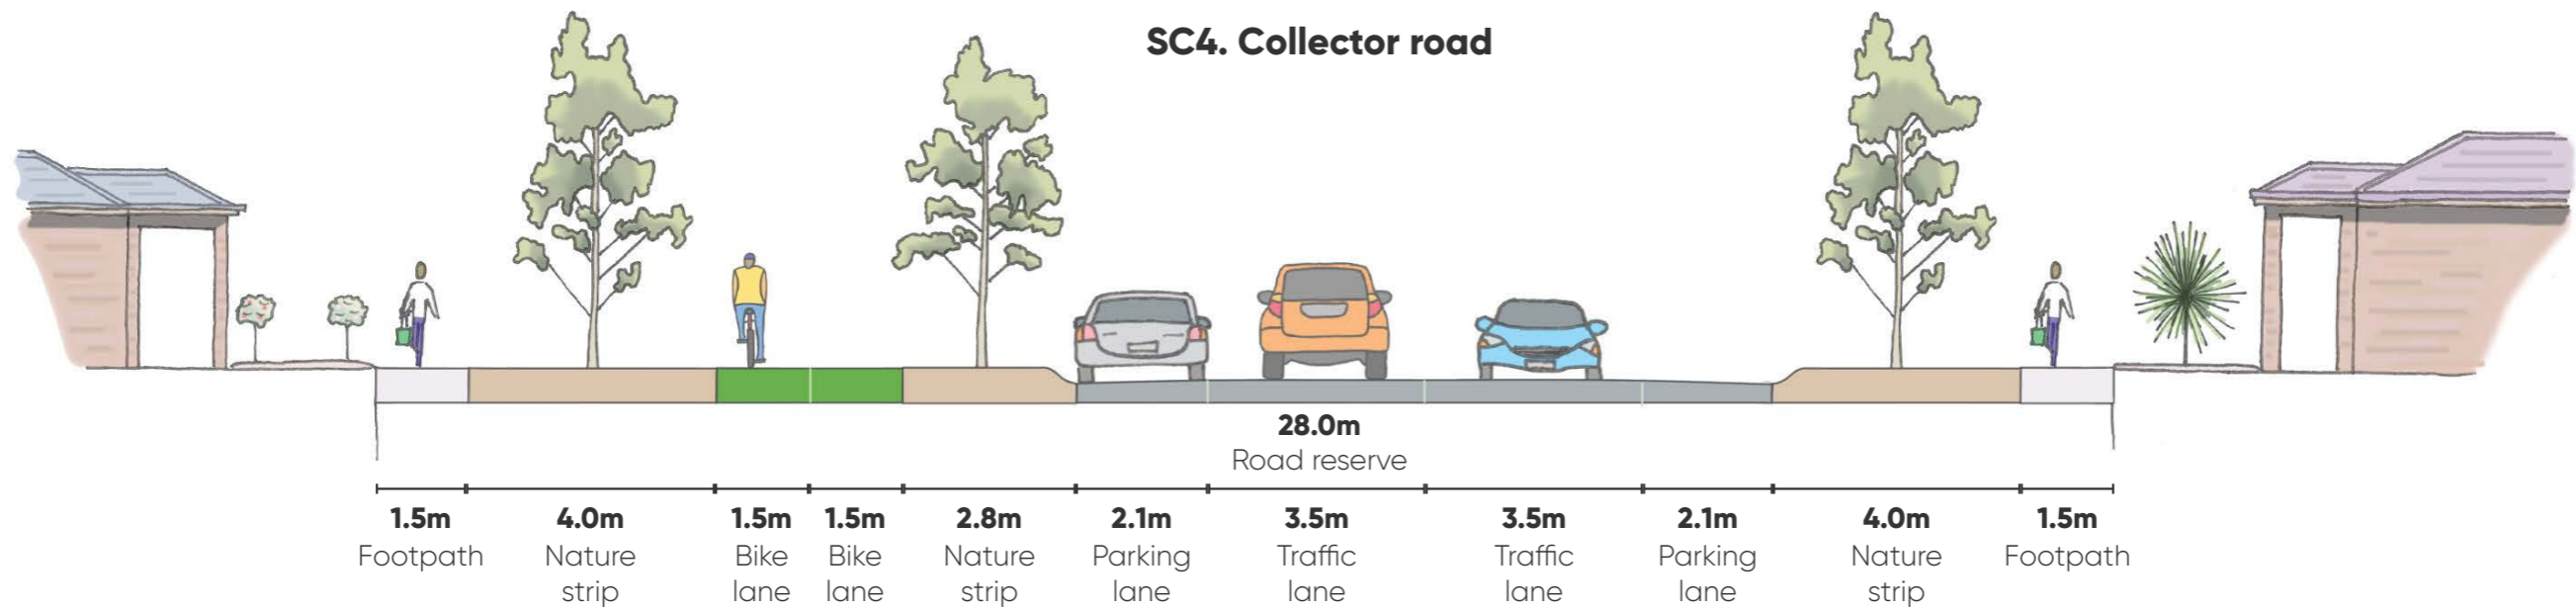 SC4. Collector road
28.0m
Road reserve
1.5m
Footpath
4.0m
Nature
strip
1.5m
Bike
lane
1.5m
Bike
lane
2.8m
Nature
strip
2.1m
Parking
lane
3.5m
Traffic
lane
3.5m
Traffic
lane
2.1m
Parking
lane
4.0m
Nature
strip
1.5m
Footpath